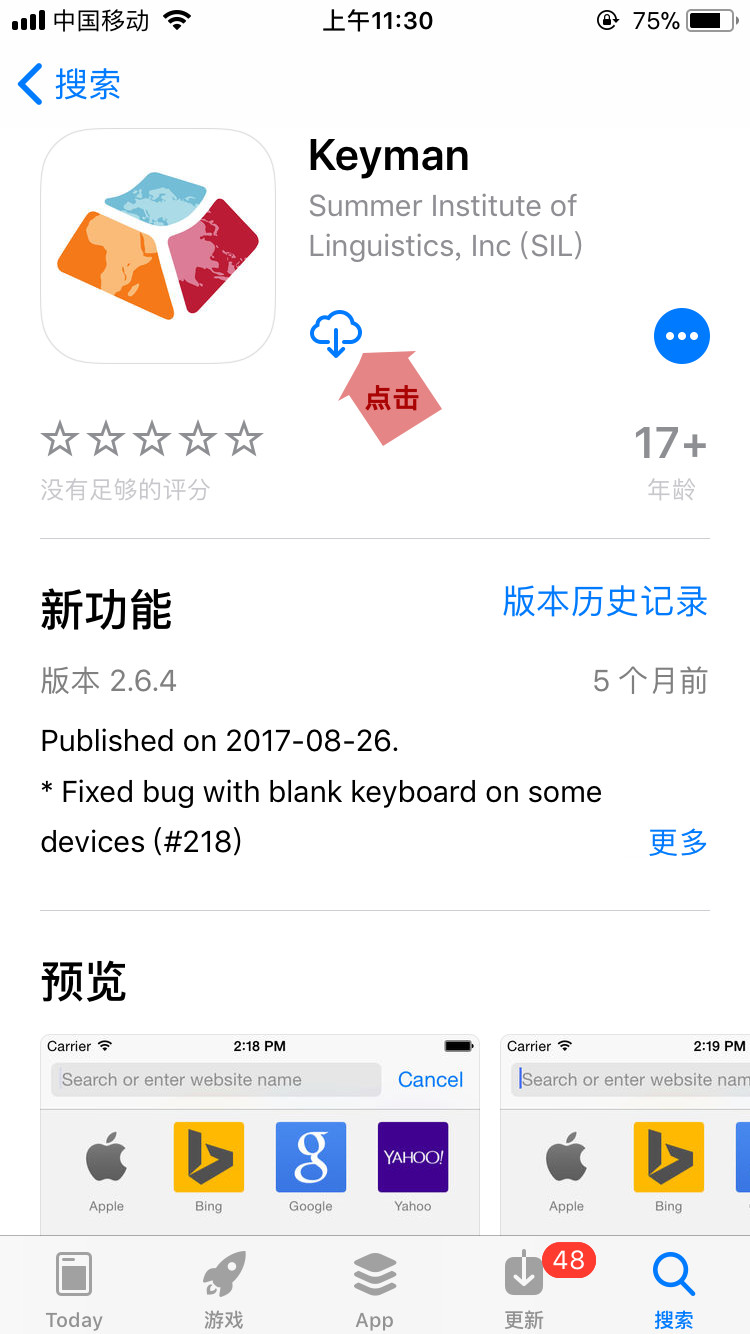 中国移动 上午11:30 75%
搜索
Keyman
Summer Institute of
Linguistics, Inc (SIL)
点击
17+
没有足够的评分 年龄
新功能 版本历史记录
版本 2.6.4 5 个月前
Published on 2017-08-26.
* Fixed bug with blank keyboard on some
devices (#218) 更多
预览
Carrier 2:18 PM Carrier 2:19 PM
Search or enter website name Cancel Search or enter website nam
YAHOO!
Apple Bing Google Yahoo Apple Bing
48
Today 游戏 App 更新 搜索